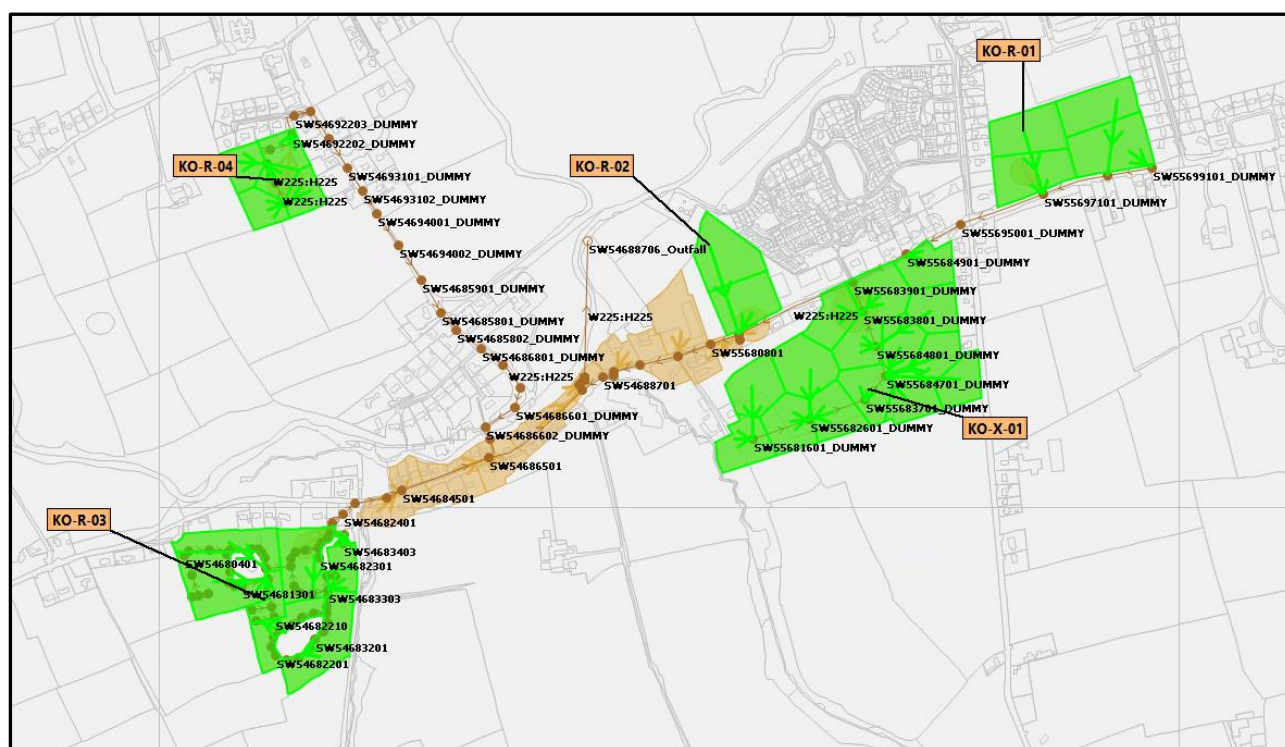 KO-R-01
SW54692203_DUMMY
SW54692202_DUMMY
KO-R-04
KO-R-02
SW54693101_DUMMY
SW55699101_DUMMY
W225:H225
SW54693102_DUMMY
W225:H225
SW55697101_DUMMY
SW54694001_DUMMY
SW55695001_DUMMY
SW54694002_DUMMY
SW54688706_Outfall
SW55684901_DUMMY
SW54685901_DUMMY
SW55683901_DUMMY
W225:H225
W225:H225
SW54685801_DUMMY
SW55683801_DUMMY
SW54685802_DUMMY
SW54686801_DUMMY
SW55680801
SW55684801_DUMMY
W225:H225
SW54688701
SW55684701_DUMMY
SW54686601_DUMMY
SW55683701_DUMMY
KO-X-01
SW55682601_DUMMY
SW54686602_DUMMY
SW55681601_DUMMY
SW54686501
SW54684501
KO-R-03
SW54682401
SW54683403
SW54680401
SW54682301
SW54681301
SW54683303
SW54682210
SW54683201
SW54682201